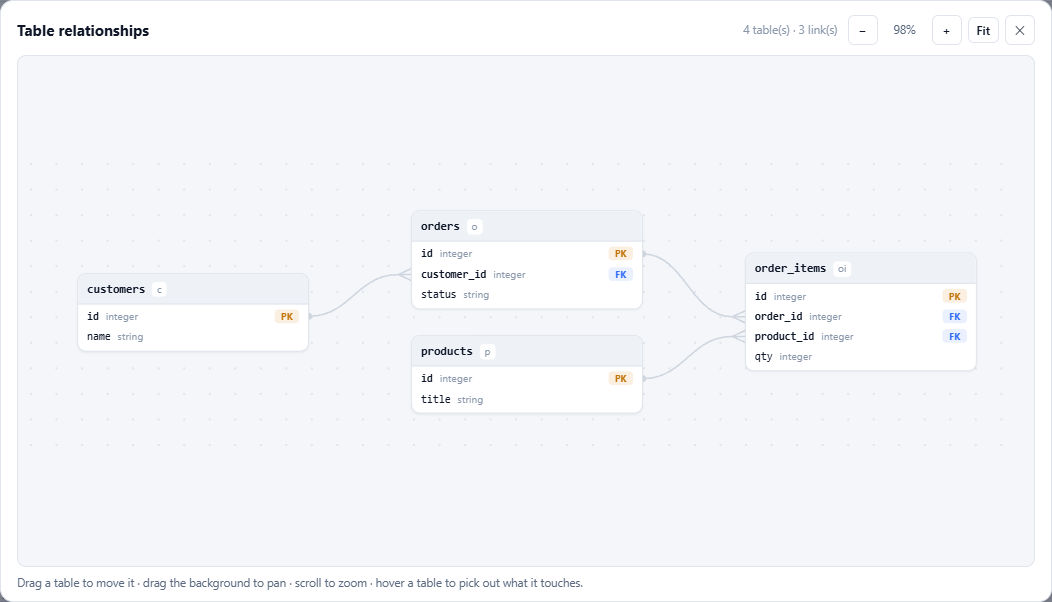 Table relationships
4 table(s) · 3 link(s)
−
98%
+
Fit
×
customers c
id integer PK
name string
orders o
id integer PK
customer_id integer FK
status string
products p
id integer PK
title string
order_items oi
id integer PK
order_id integer FK
product_id integer FK
qty integer
Drag a table to move it · drag the background to pan · scroll to zoom · hover a table to pick out what it touches.